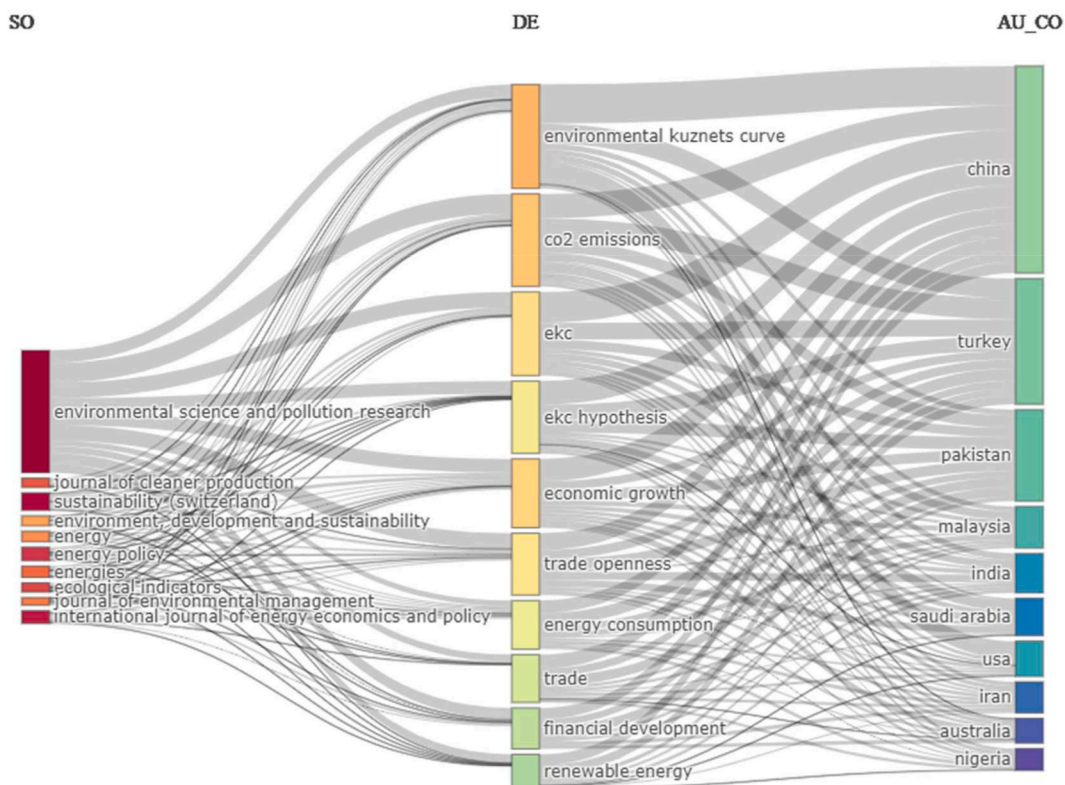 SO
DE
AU_CO
environmental science and pollution research
journal of cleaner production
sustainability (switzerland)
environment, development and sustainability
energy
energy policy
energies
ecological indicators
journal of environmental management
international journal of energy economics and policy
environmental kuznets curve
co2 emissions
ekc
ekc hypothesis
economic growth
trade openness
energy consumption
trade
financial development
renewable energy
china
turkey
pakistan
malaysia
india
saudi arabia
usa
iran
australia
nigeria